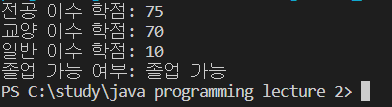 전공 이수 학점: 75
교양 이수 학점: 70
일반 이수 학점: 10
졸업 가능 여부: 졸업 가능
PS C:\study\java programming lecture 2>